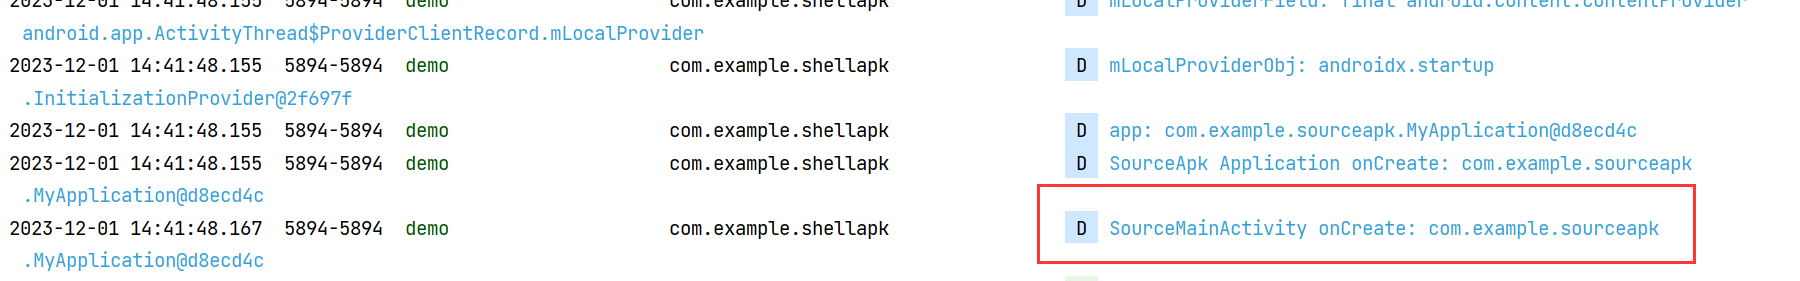 2023-12-01 14:41:48.155  5894-5894  demo                    com.example.shellapk                D  mLocalProviderField: final android.content.ContentProvider
android.app.ActivityThread$ProviderClientRecord.mLocalProvider
2023-12-01 14:41:48.155  5894-5894  demo                    com.example.shellapk                D  mLocalProviderObj: androidx.startup
.InitializationProvider@2f697f
2023-12-01 14:41:48.155  5894-5894  demo                    com.example.shellapk                D  app: com.example.sourceapk.MyApplication@d8ecd4c
2023-12-01 14:41:48.155  5894-5894  demo                    com.example.shellapk                D  SourceApk Application onCreate: com.example.sourceapk
.MyApplication@d8ecd4c
2023-12-01 14:41:48.167  5894-5894  demo                    com.example.shellapk                D  SourceMainActivity onCreate: com.example.sourceapk
.MyApplication@d8ecd4c